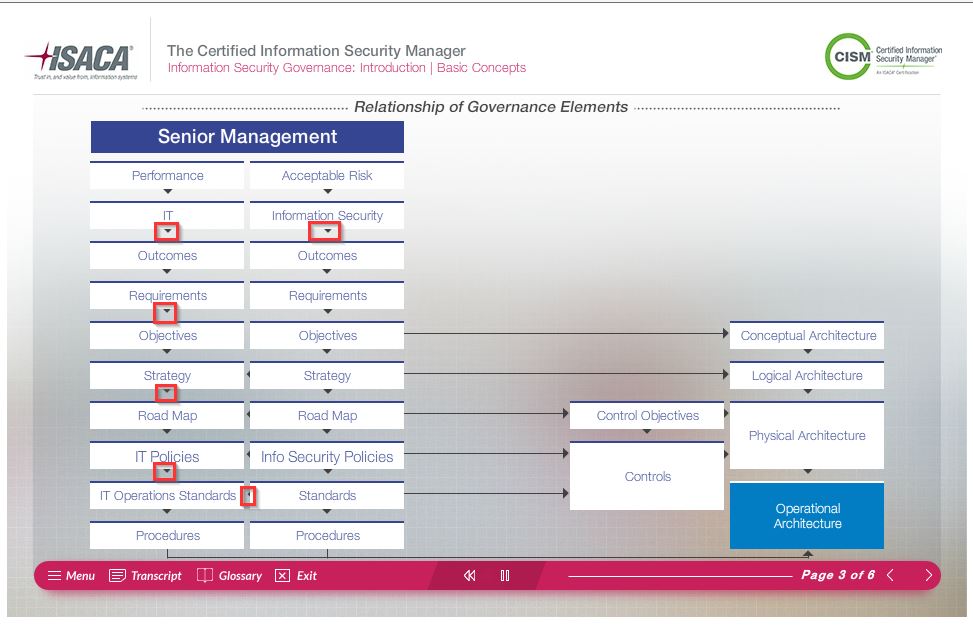 ISACA®
Trust in, and value from, information systems
The Certified Information Security Manager
Information Security Governance: Introduction | Basic Concepts
CISM
Certified Information
Security Manager®
An ISACA® Certification
Relationship of Governance Elements
Senior Management
Performance
Acceptable Risk
IT
Information Security
Outcomes
Outcomes
Requirements
Requirements
Objectives
Objectives
Conceptual Architecture
Strategy
Strategy
Logical Architecture
Road Map
Road Map
Control Objectives
Physical Architecture
IT Policies
Info Security Policies
Controls
IT Operations Standards
Standards
Operational
Architecture
Procedures
Procedures
Menu
Transcript
Glossary
Exit
Page 3 of 6